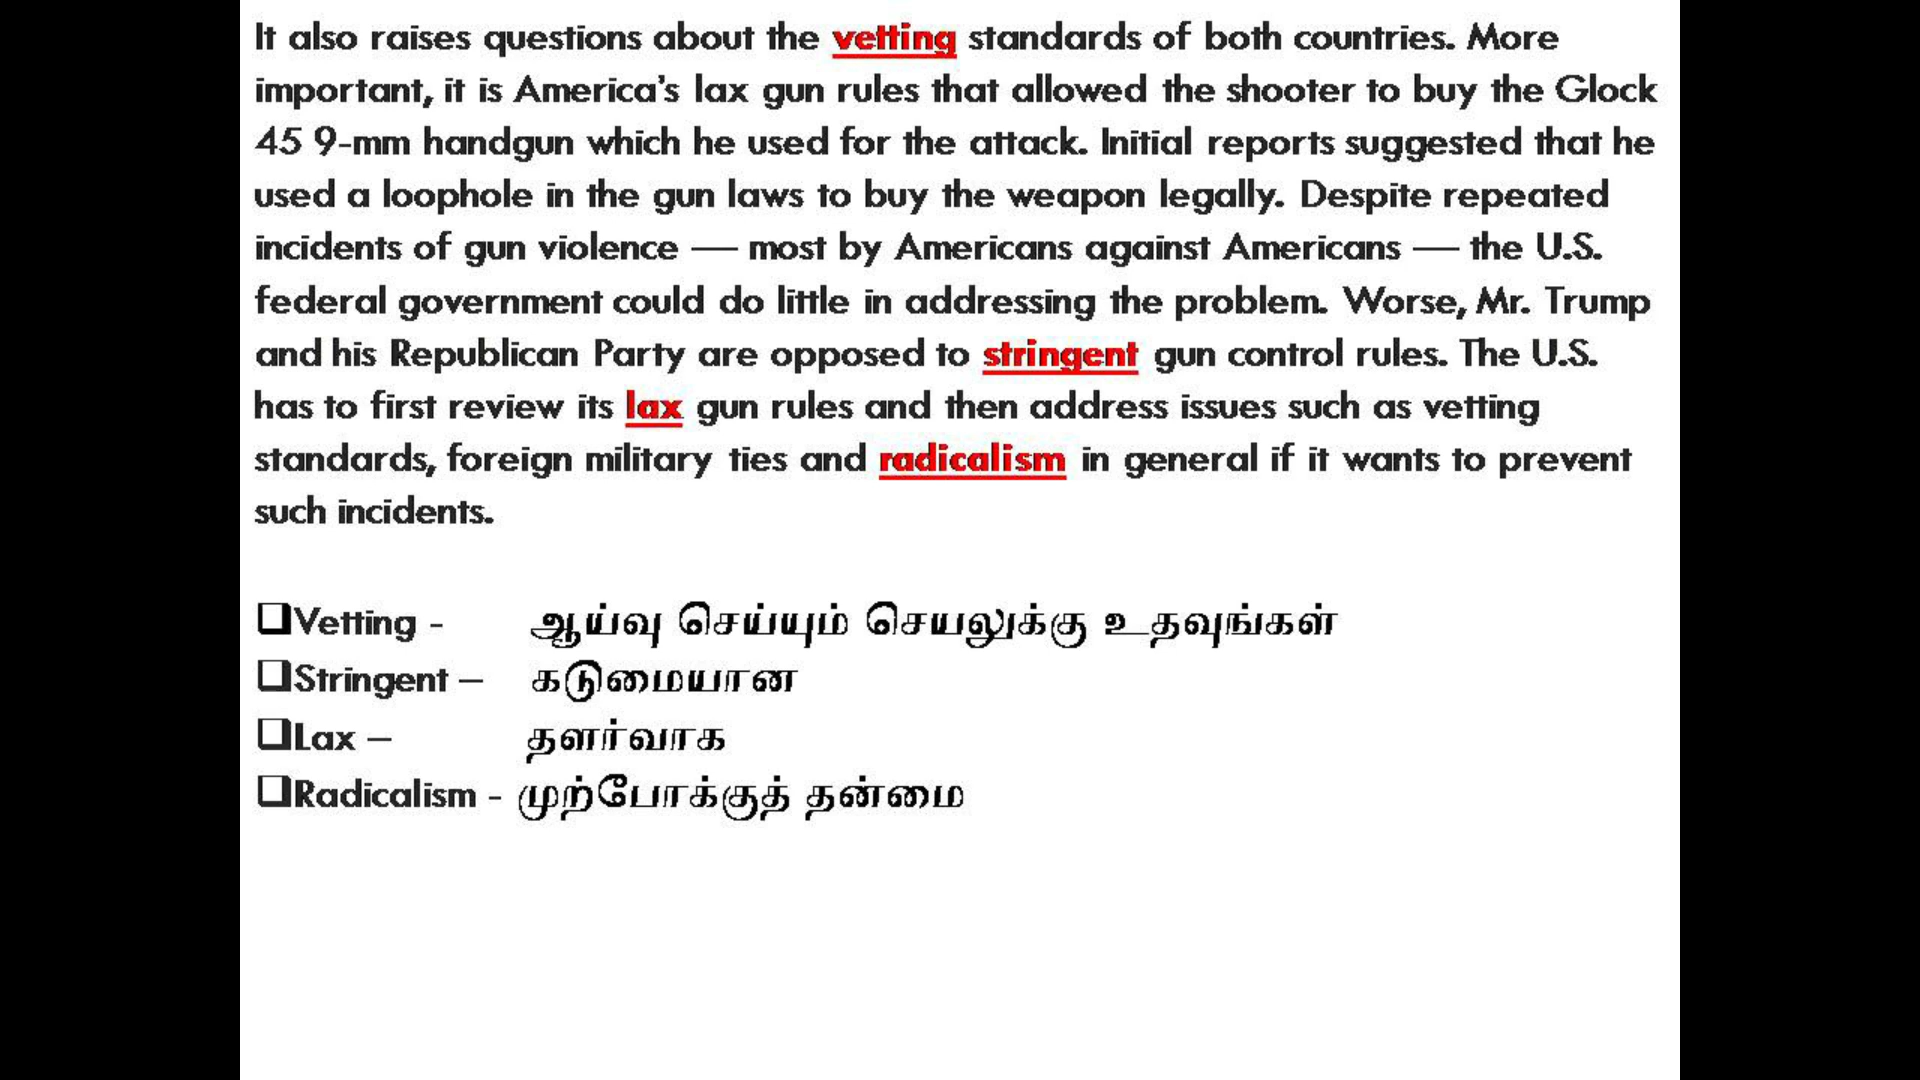 It also raises questions about the vetting standards of both countries. More
important, it is America's lax gun rules that allowed the shooter to buy the Glock
45 9-mm handgun which he used for the attack. Initial reports suggested that he
used a loophole in the gun laws to buy the weapon legally. Despite repeated
incidents of gun violence — most by Americans against Americans — the U.S.
federal government could do little in addressing the problem. Worse, Mr. Trump
and his Republican Party are opposed to stringent gun control rules. The U.S.
has to first review its lax gun rules and then address issues such as vetting
standards, foreign military ties and radicalism in general if it wants to prevent
such incidents.
❑Vetting - ஆய்வு செய்யும் செயலுக்கு உதவுங்கள்
❑Stringent – கடுமையான
❑Lax – தளர்வாக
❑Radicalism - முற்போக்குத் தன்மை